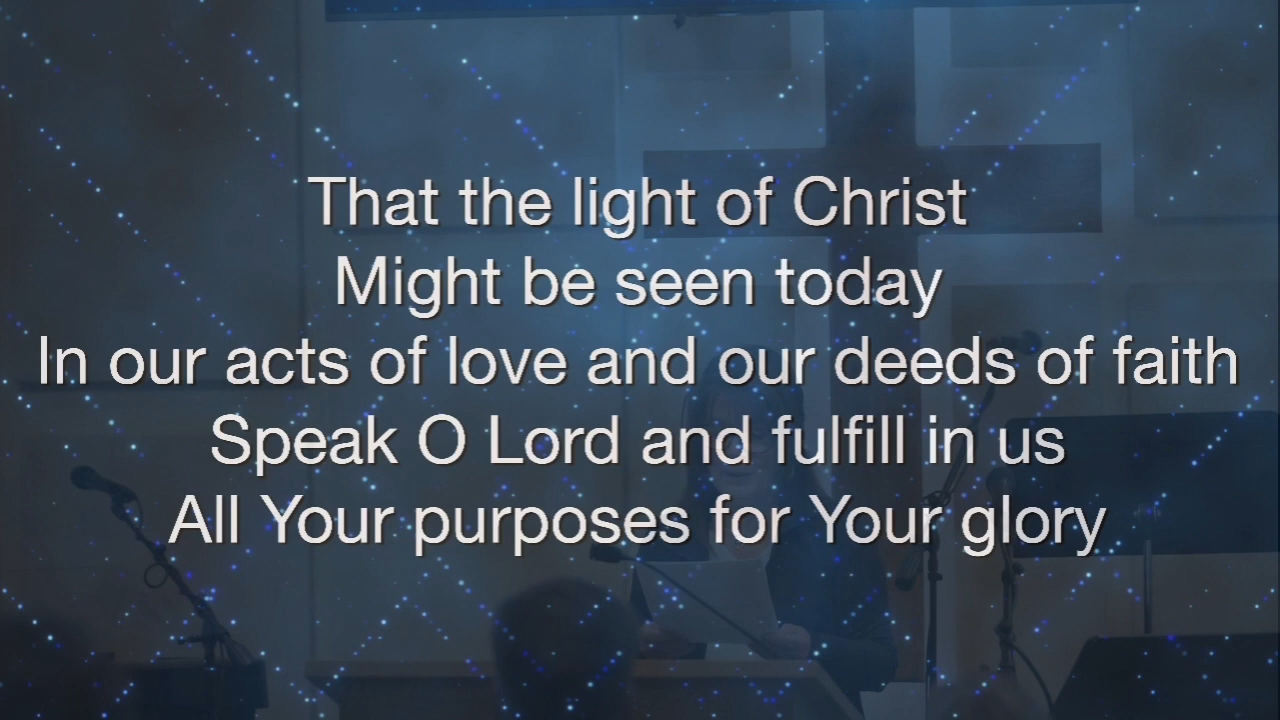 That the light of Christ
Might be seen today
In our acts of love and our deeds of faith
Speak O Lord and fulfill in us
All Your purposes for Your glory